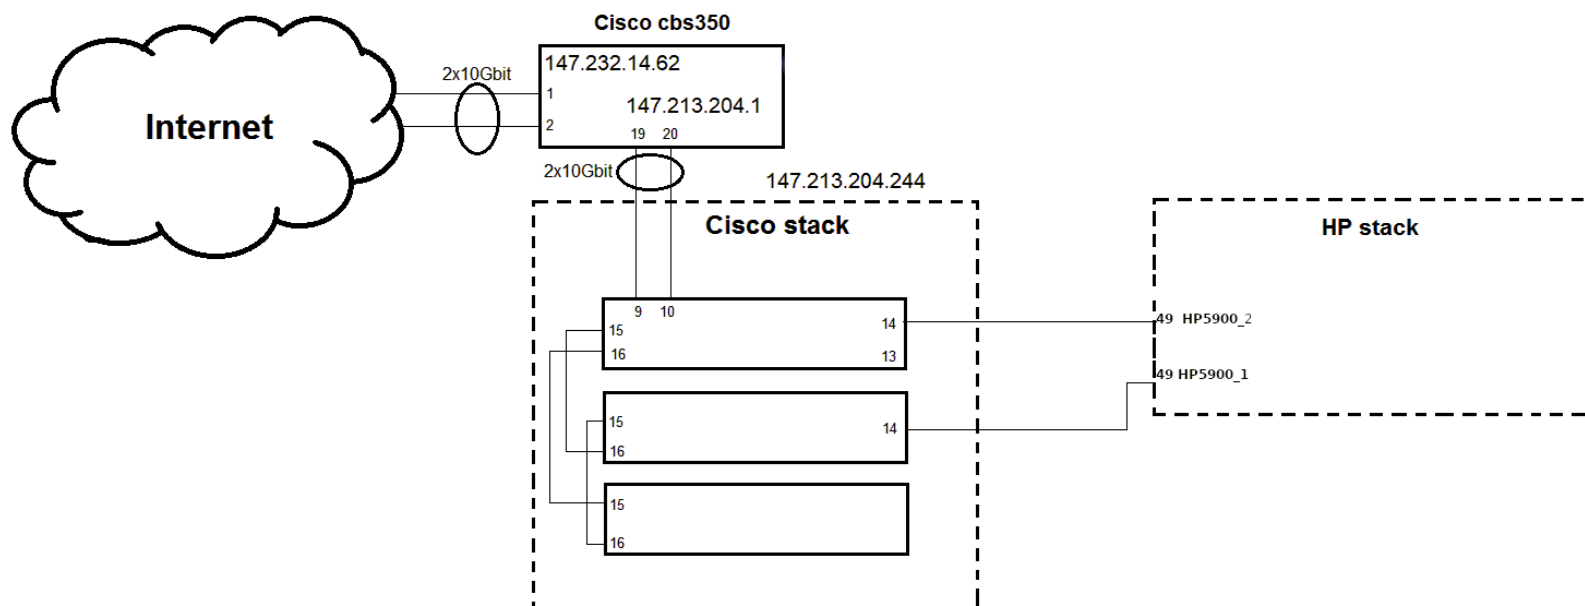 Cisco cbs350
2x10Gbit
147.232.14.62
1
147.213.204.1
Internet
2
19 20
2x10Gbit
147.213.204.244
Cisco stack
HP stack
9 10
15
14
49 HP5900_2
16
13
49 HP5900_1
15
14
16
15
16